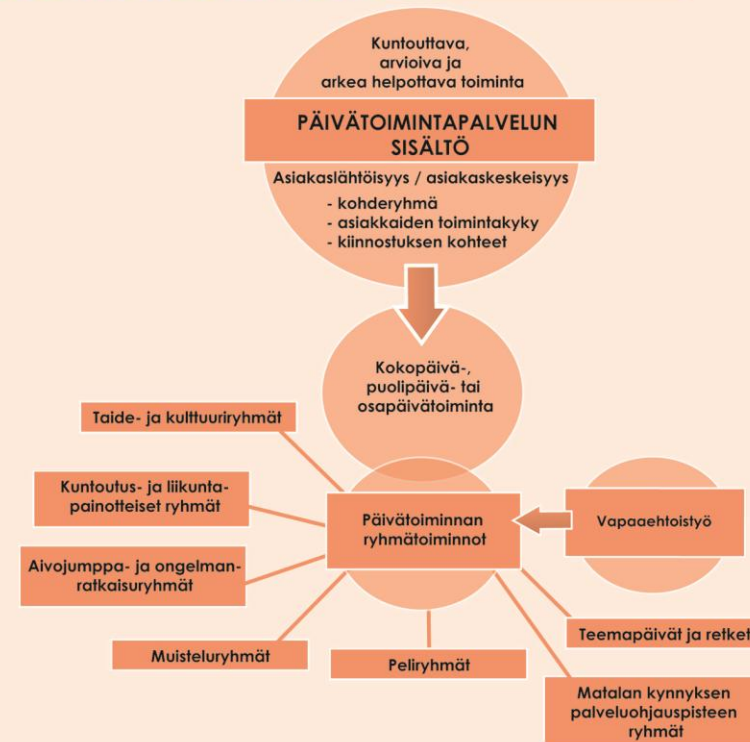 Kuntouttava,
arvioiva ja
arkea helpottava toiminta
PÄIVÄTOIMINTAPALVELUN
SISÄLTÖ
Asiakaslähtöisyys / asiakaskeskeisyys
- kohderyhmä
- asiakkaiden toimintakyky
- kiinnostuksen kohteet
Kokopäivä-,
puolipäivä- tai
osapäivätoiminta
Taide- ja kulttuuriryhmät
Kuntoutus- ja liikunta-
painotteiset ryhmät
Päivätoiminnan
ryhmätoiminnot
Vapaaehtoistyö
Aivojumppa- ja ongelman-
ratkaisuryhmät
Muisteluryhmät
Peliryhmät
Teemapäivät ja retket
Matalan kynnyksen
palveluohjauspisteen
ryhmät